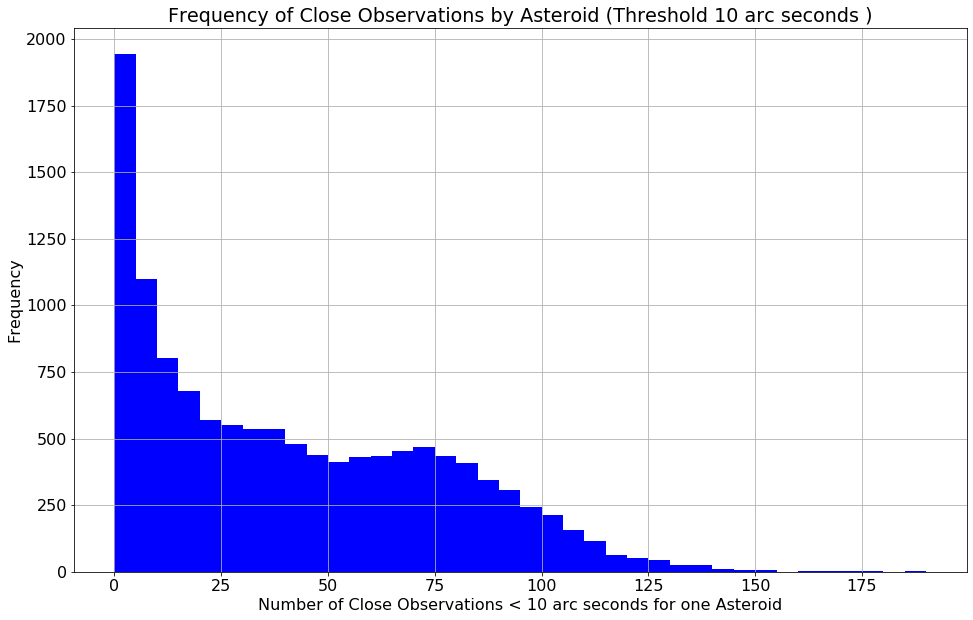 Frequency of Close Observations by Asteroid (Threshold 10 arc seconds )
2000
1750
1500
1250
1000
750
500
250
0
Frequency
0 25 50 75 100 125 150 175
Number of Close Observations < 10 arc seconds for one Asteroid